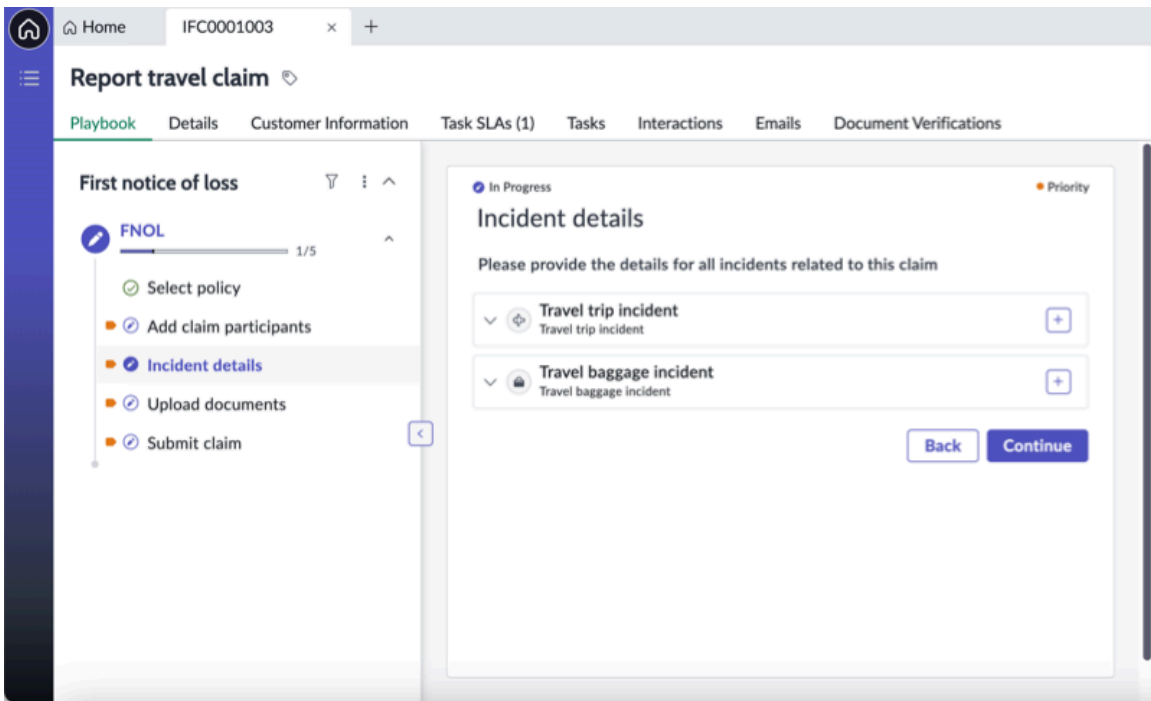 Home
IFC0001003
Report travel claim
Playbook
Details
Customer Information
Task SLAs (1)
Tasks
Interactions
Emails
Document Verifications
First notice of loss
FNOL
1/5
Select policy
Add claim participants
Incident details
Upload documents
Submit claim
In Progress
Priority
Incident details
Please provide the details for all incidents related to this claim
Travel trip incident
Travel trip incident
Travel baggage incident
Travel baggage incident
Back
Continue